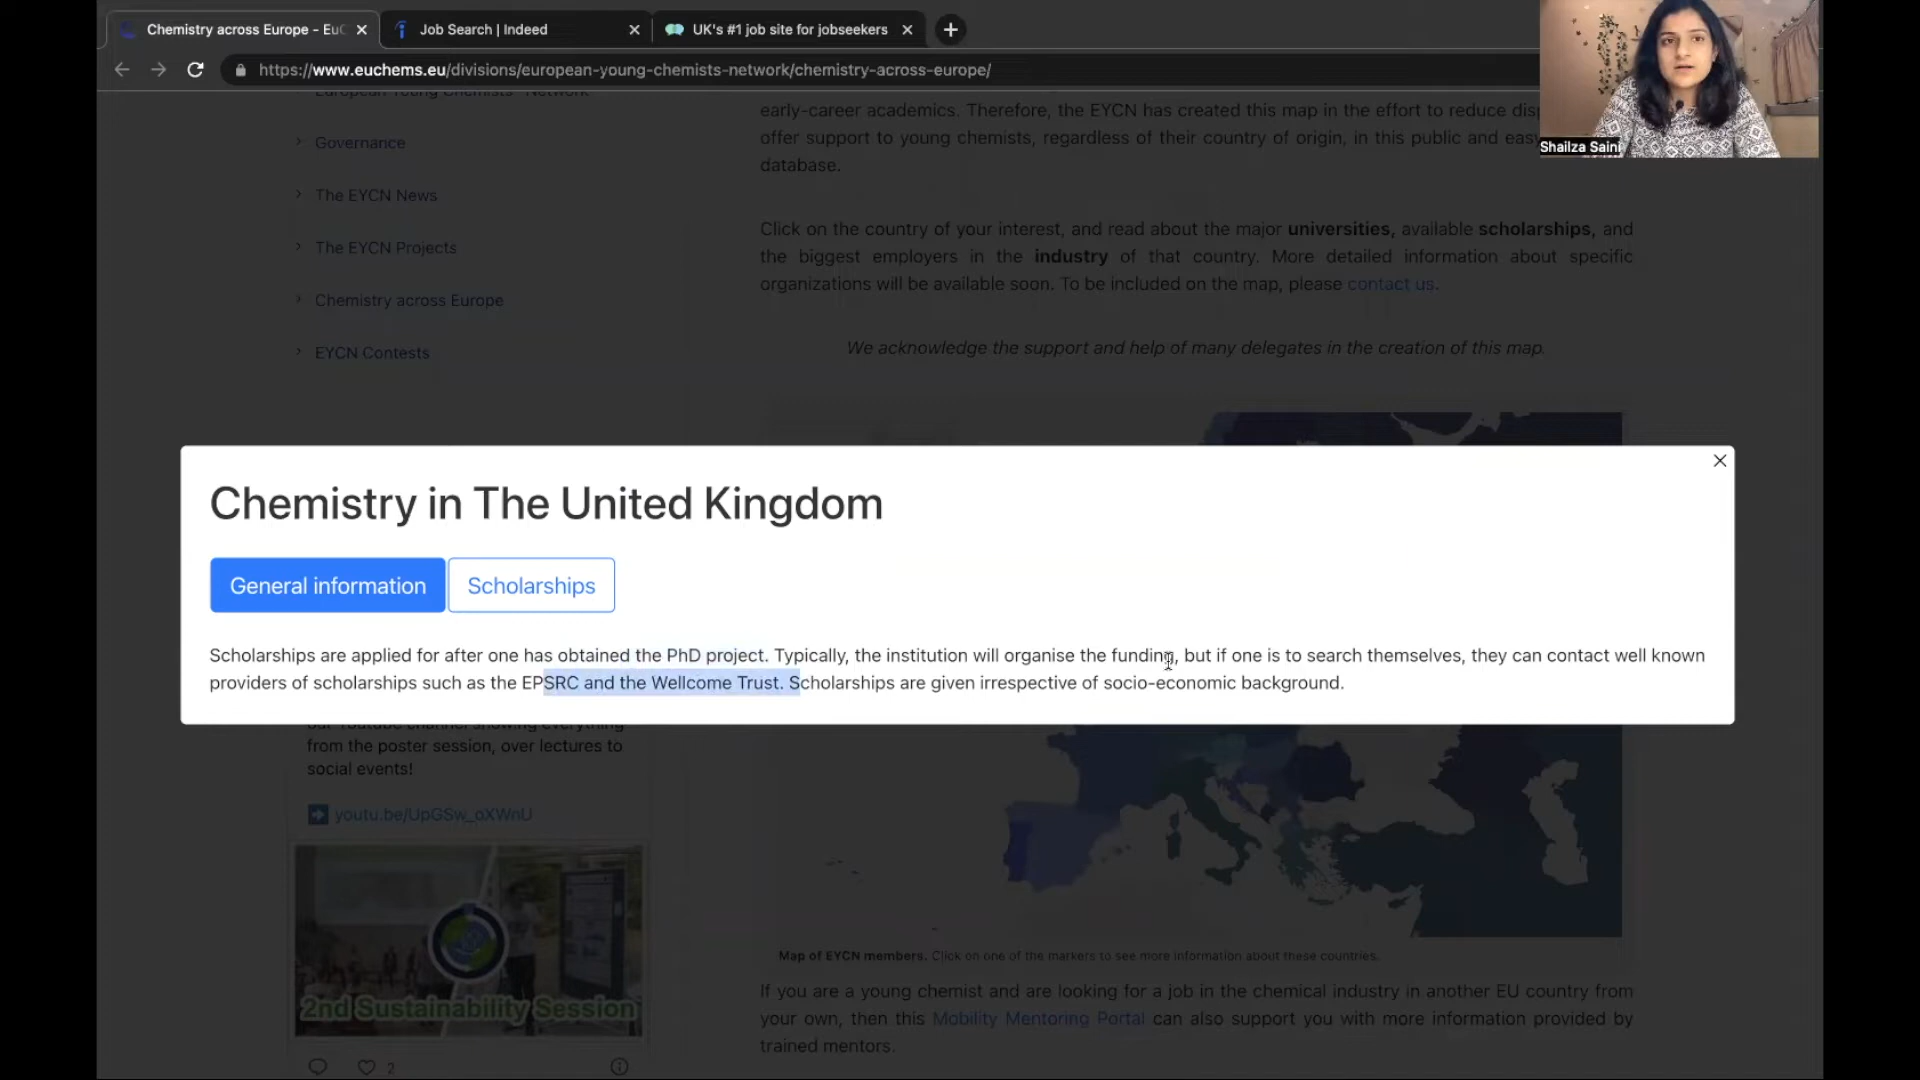 Chemistry across Europe - EuC
Job Search | Indeed
UK's #1 job site for jobseekers
https://www.euchems.eu/divisions/european-young-chemists-network/chemistry-across-europe/
Shailza Saini
European Young Chemists' Network
Governance
The EYCN News
The EYCN Projects
Chemistry across Europe
EYCN Contests
early-career academics. Therefore, the EYCN has created this map in the effort to reduce
offer support to young chemists, regardless of their country of origin, in this public and
database.
Click on the country of your interest, and read about the major universities, available scholarships, and
the biggest employers in the industry of that country. More detailed information about specific
organizations will be available soon. To be included on the map, please contact us.
We acknowledge the support and help of many delegates in the creation of this map.
Chemistry in The United Kingdom
General information
Scholarships
Scholarships are applied for after one has obtained the PhD project. Typically, the institution will organise the funding, but if one is to search themselves, they can contact well known
providers of scholarships such as the EPSRC and the Wellcome Trust. Scholarships are given irrespective of socio-economic background.
our Youtube channel showing everything
from the poster session, over lectures to
social events!
youtu.be/UpGSw_oXWnU
2nd Sustainability Session
2
Map of EYCN members. Click on one of the markers to see more information about these countries.
If you are a young chemist and are looking for a job in the chemical industry in another EU country from
your own, then this Mobility Mentoring Portal can also support you with more information provided by
trained mentors.